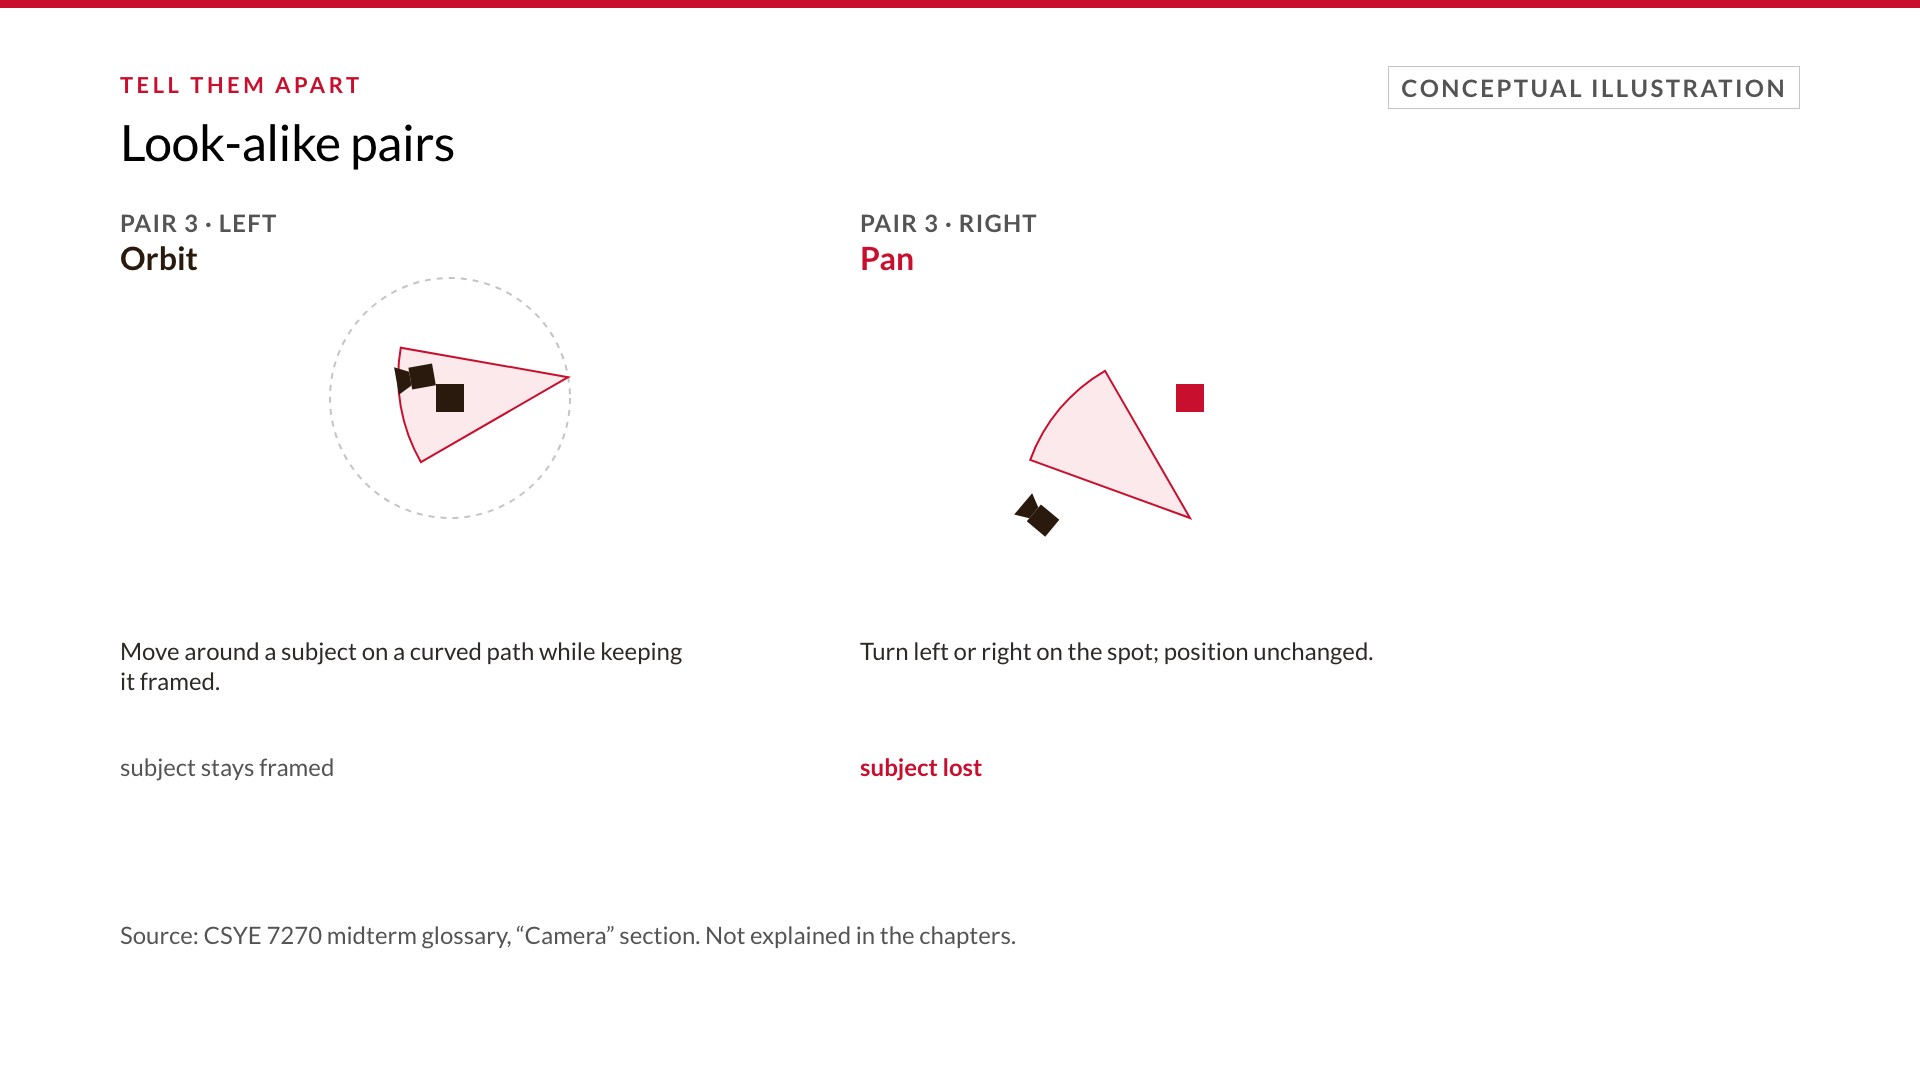 TELL THEM APART
CONCEPTUAL ILLUSTRATION
Look-alike pairs
PAIR 3 · LEFT
Orbit
PAIR 3 · RIGHT
Pan
Move around a subject on a curved path while keeping
it framed.
Turn left or right on the spot; position unchanged.
subject stays framed
subject lost
Source: CSYE 7270 midterm glossary, “Camera” section. Not explained in the chapters.